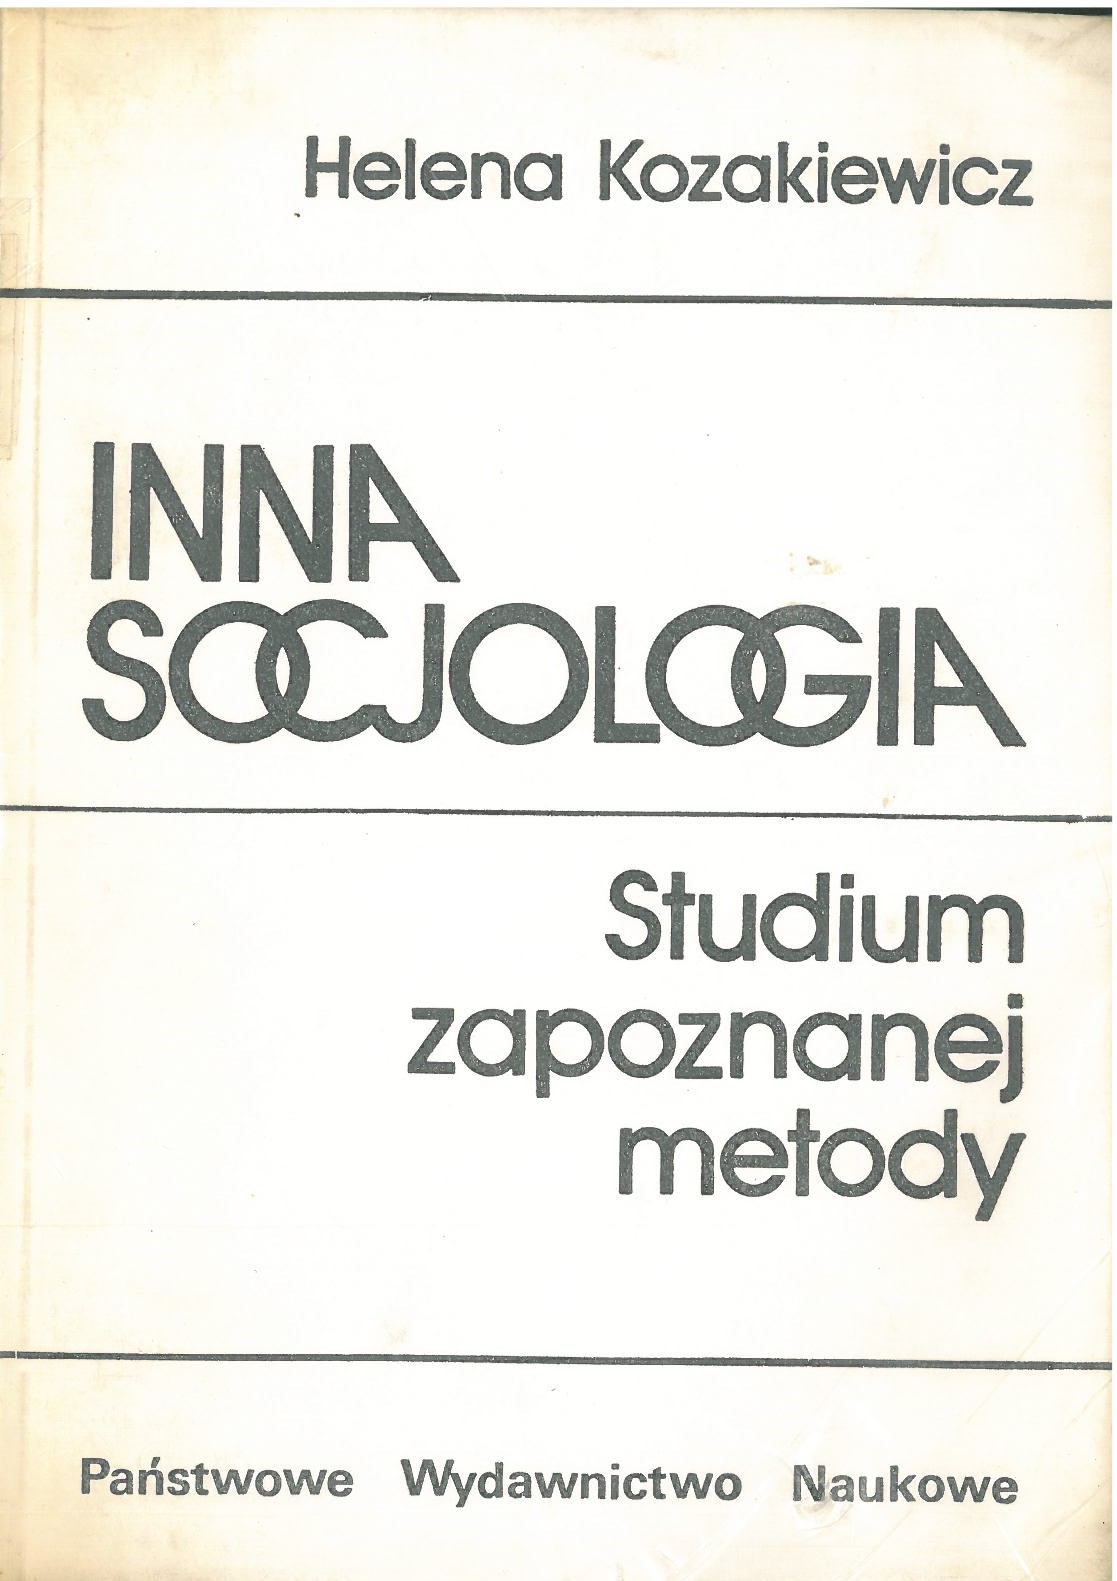 Helena Kozakiewicz
INNA
SOCJOLOGIA
Studium
zapoznanej
metody
Państwowe Wydawnictwo Naukowe